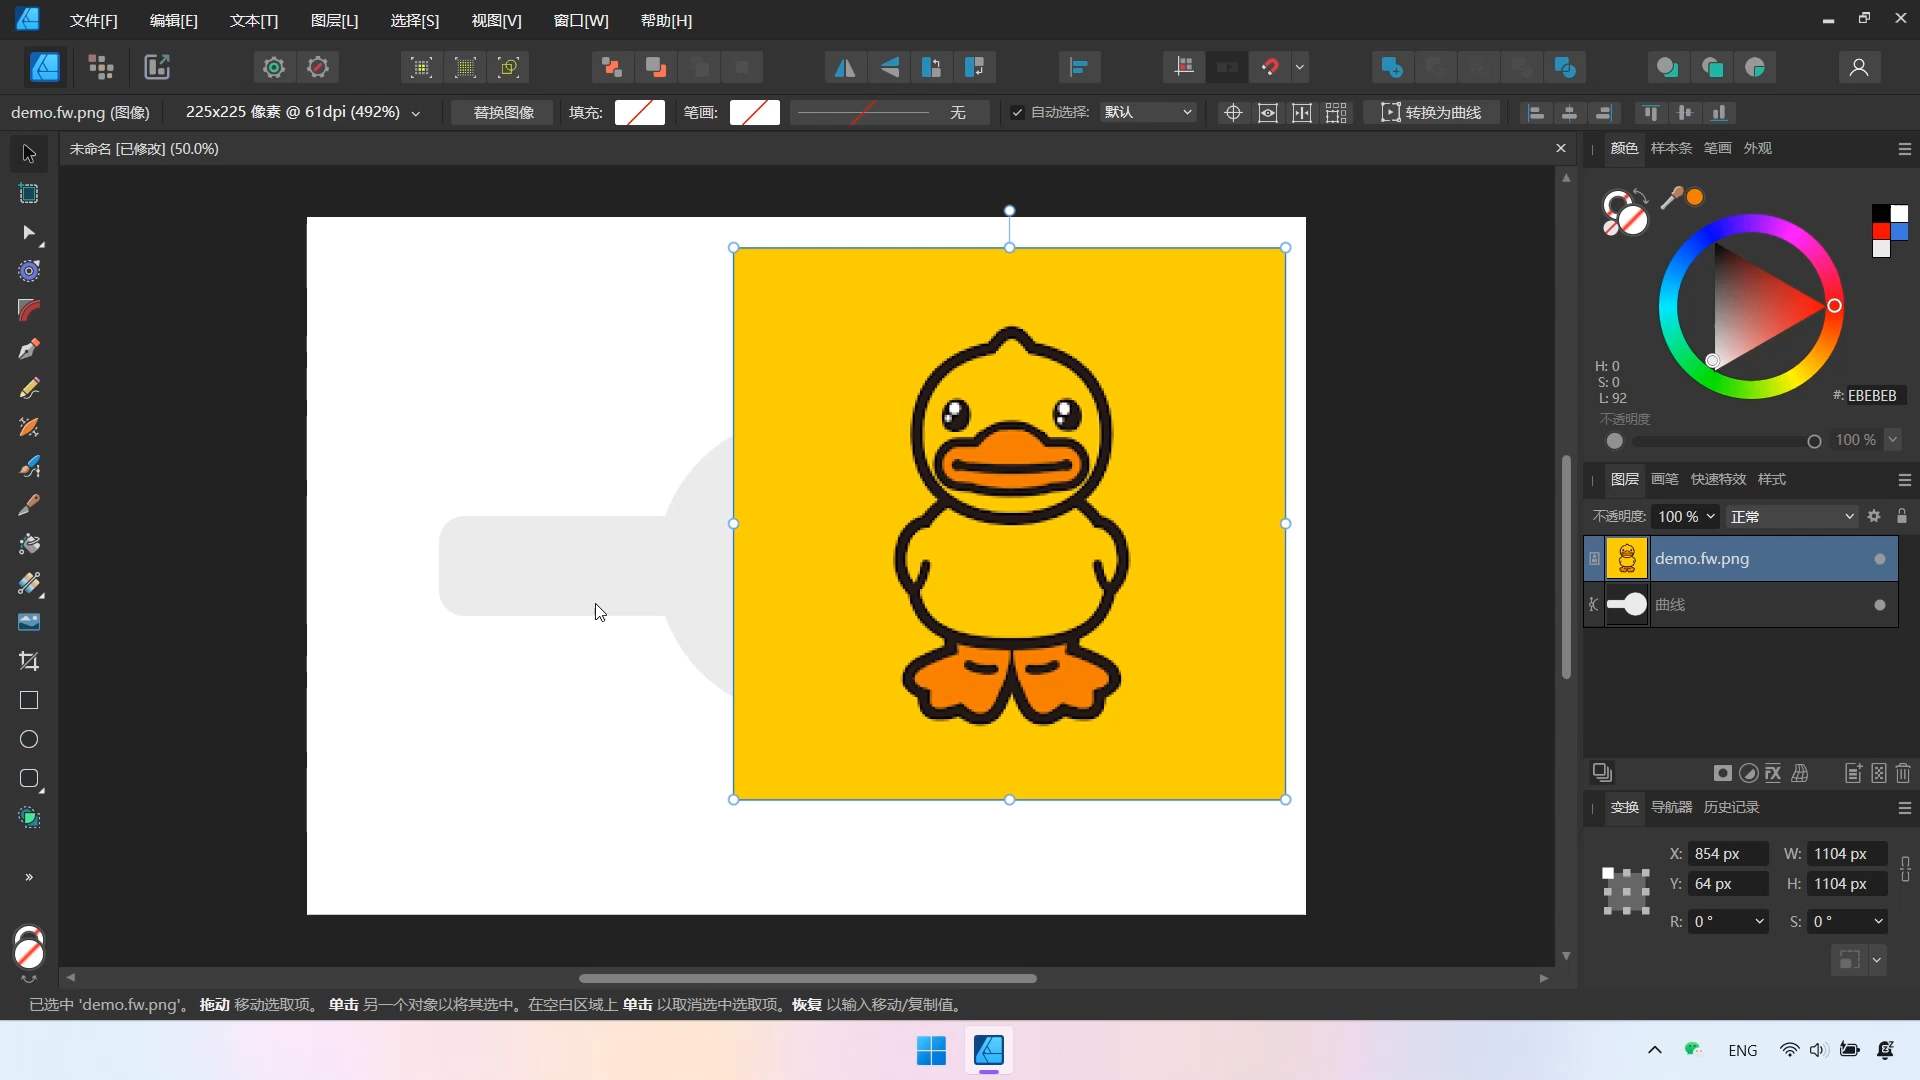 文件[F] 编辑[E] 文本[T] 图层[L] 选择[S] 视图[V] 窗口[W] 帮助[H]
demo.fw.png (图像) 225x225 像素 @ 61dpi (492%) 替换图像 填充: 笔画: 无 自动选择: 默认 转换为曲线
未命名 [已修改] (50.0%)
颜色 样本条 笔画 外观
H: 0
S: 0
L: 92
#: EBEBEB
不透明度
100 %
图层 画笔 快速特效 样式
不透明度: 100 % 正常
demo.fw.png
曲线
变换 导航器 历史记录
X: 854 px W: 1104 px
Y: 64 px H: 1104 px
R: 0 ° S: 0 °
已选中 'demo.fw.png'。 拖动 移动选取项。 单击 另一个对象以将其选中。在空白区域上 单击 以取消选中选取项。 恢复 以输入移动/复制值。
ENG